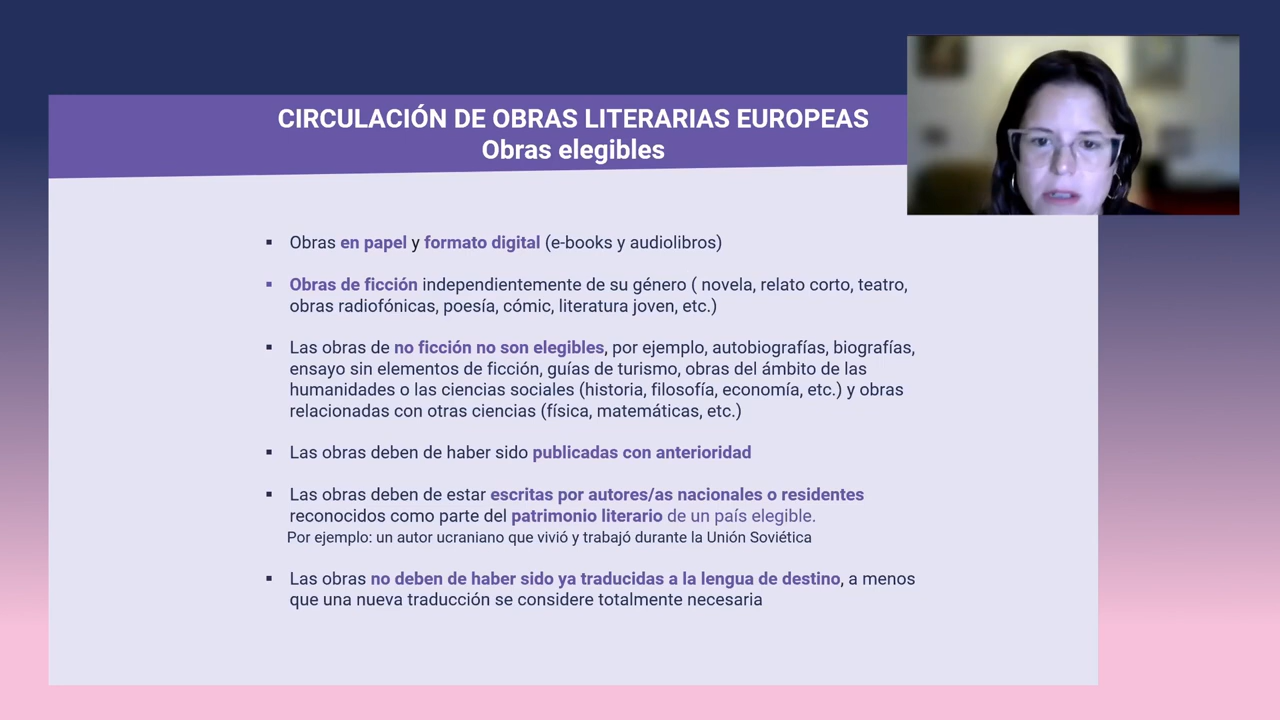 CIRCULACIÓN DE OBRAS LITERARIAS EUROPEAS
Obras elegibles
▪ Obras en papel y formato digital (e-books y audiolibros)
▪ Obras de ficción independientemente de su género ( novela, relato corto, teatro,
obras radiofónicas, poesía, cómic, literatura joven, etc.)
▪ Las obras de no ficción no son elegibles, por ejemplo, autobiografías, biografías,
ensayo sin elementos de ficción, guías de turismo, obras del ámbito de las
humanidades o las ciencias sociales (historia, filosofía, economía, etc.) y obras
relacionadas con otras ciencias (física, matemáticas, etc.)
▪ Las obras deben de haber sido publicadas con anterioridad
▪ Las obras deben de estar escritas por autores/as nacionales o residentes
reconocidos como parte del patrimonio literario de un país elegible.
Por ejemplo: un autor ucraniano que vivió y trabajó durante la Unión Soviética
▪ Las obras no deben de haber sido ya traducidas a la lengua de destino, a menos
que una nueva traducción se considere totalmente necesaria